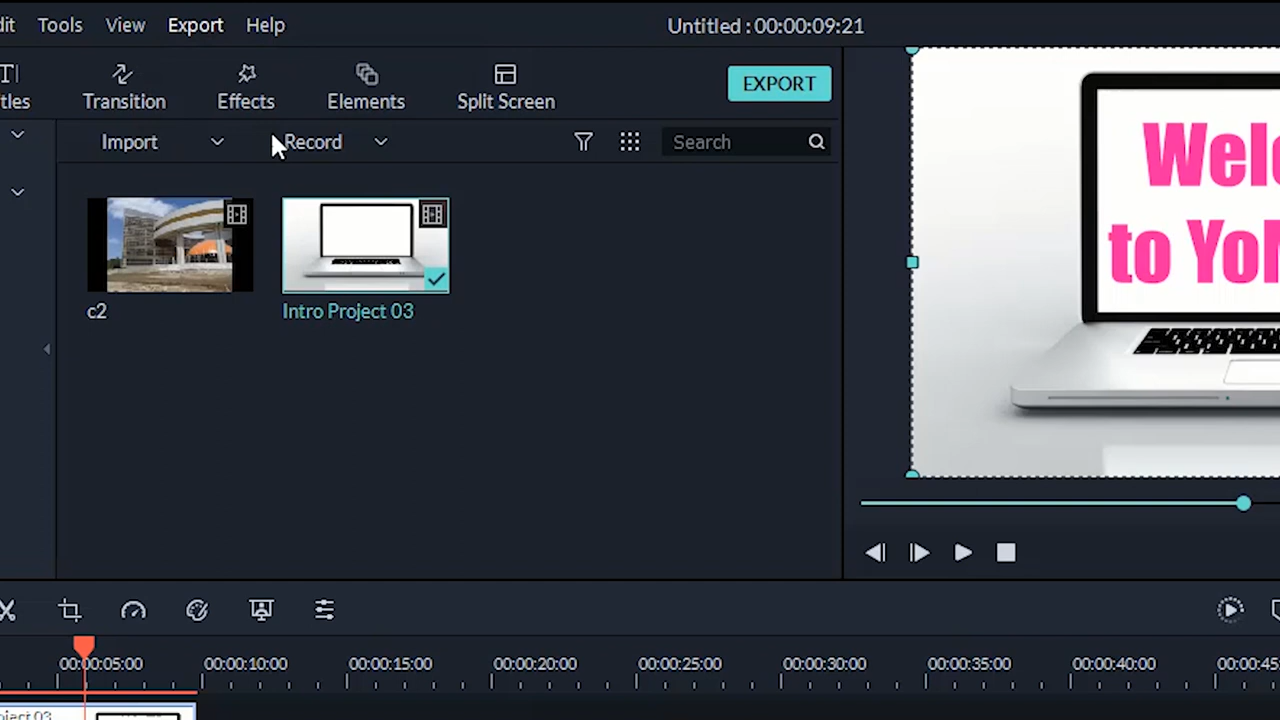 dit Tools View Export Help
Untitled : 00:00:09:21
tles Transition Effects Elements Split Screen
EXPORT
Import Record Search
c2 Intro Project 03
Welc
to Yo
00:00:05:00 00:00:10:00 00:00:15:00 00:00:20:00 00:00:25:00 00:00:30:00 00:00:35:00 00:00:40:00 00:00:45
oject 03